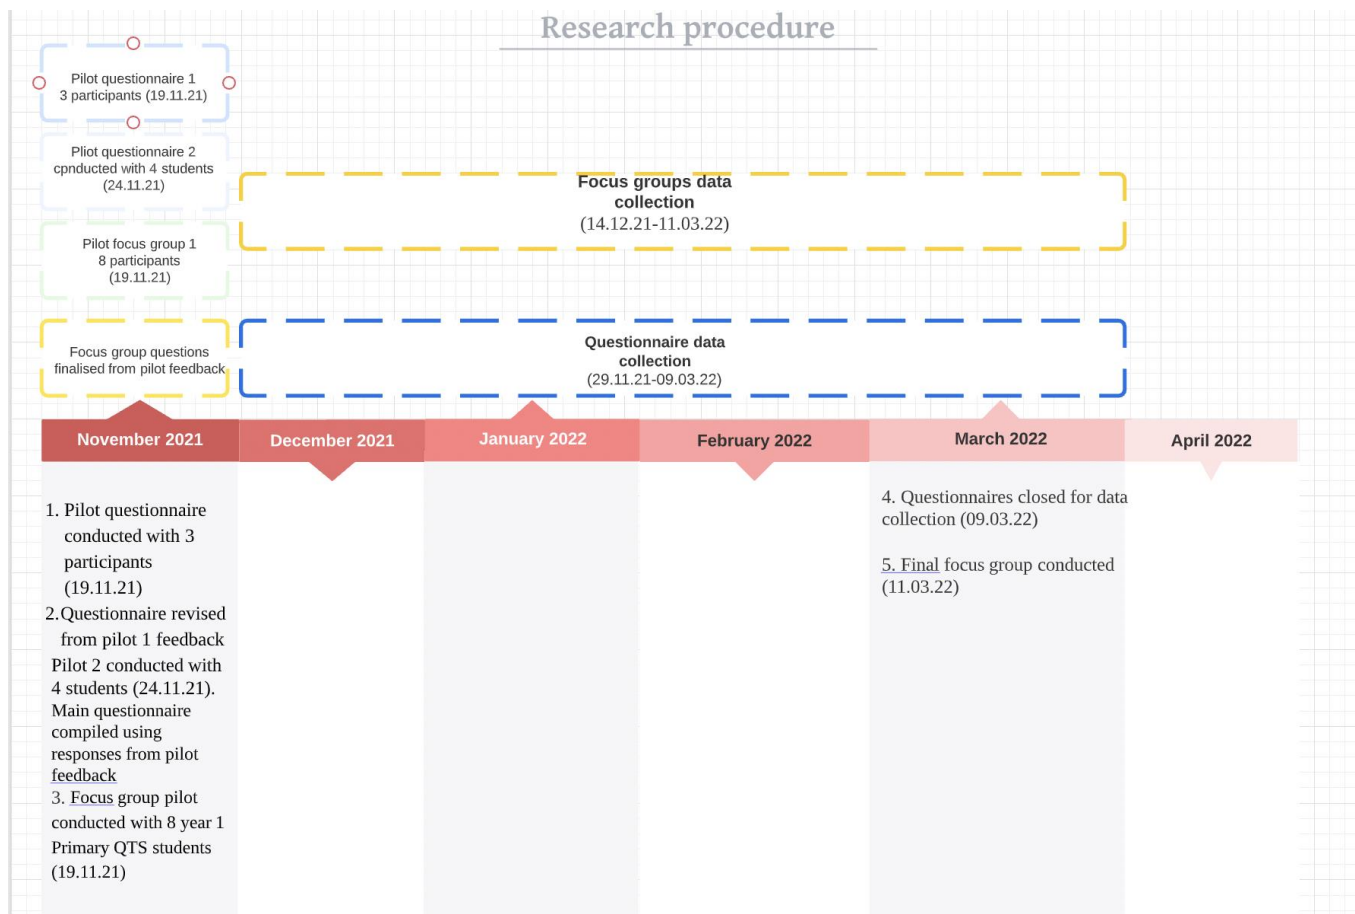 Research procedure
Pilot questionnaire 1
3 participants (19.11.21)
Pliot questionnaire 2
cpnducted with 4 students
(24.11.21)
Pilot focus group 1
8 participants
(19.11.21)
Focus group questions
finalised from pilot feedback
Focus groups data
collection
(14.12.21-11.03.22)
Questionnaire data
collection
(29.11.21-09.03.22)
November 2021
December 2021
January 2022
February 2022
March 2022
April 2022
1. Pilot questionnaire
conducted with 3
participants
(19.11.21)
2.Questionnaire revised
from pilot 1 feedback
Pilot 2 conducted with
4 students (24.11.21).
Main questionnaire
compiled using
responses from pilot
feedback
3. Focus group pilot
conducted with 8 year 1
Primary QTS students
(19.11.21)
4. Questionnaires closed for data
collection (09.03.22)
5. Final focus group conducted
(11.03.22)